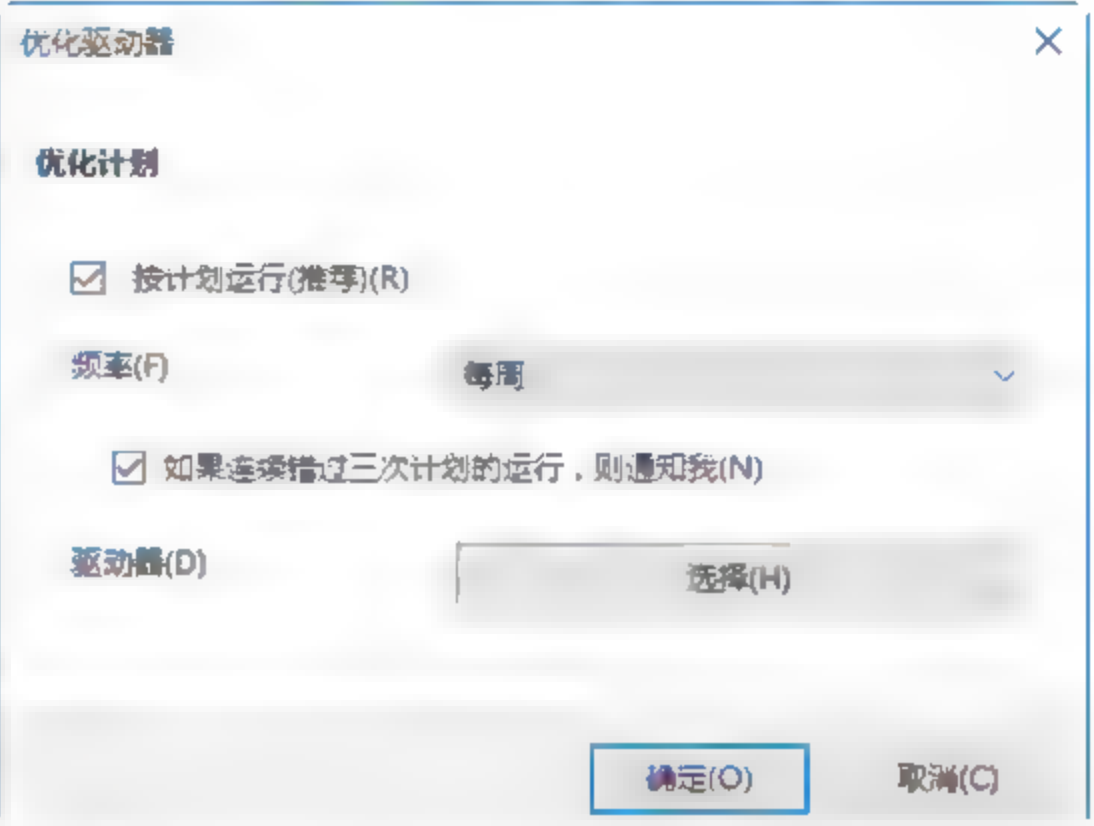 优化驱动器
优化计划
按计划运行(推荐)(R)
频率(F)
每周
如果连续错过三次计划的运行，则通知我(N)
驱动器(D)
选择(H)
确定(O)
取消(C)